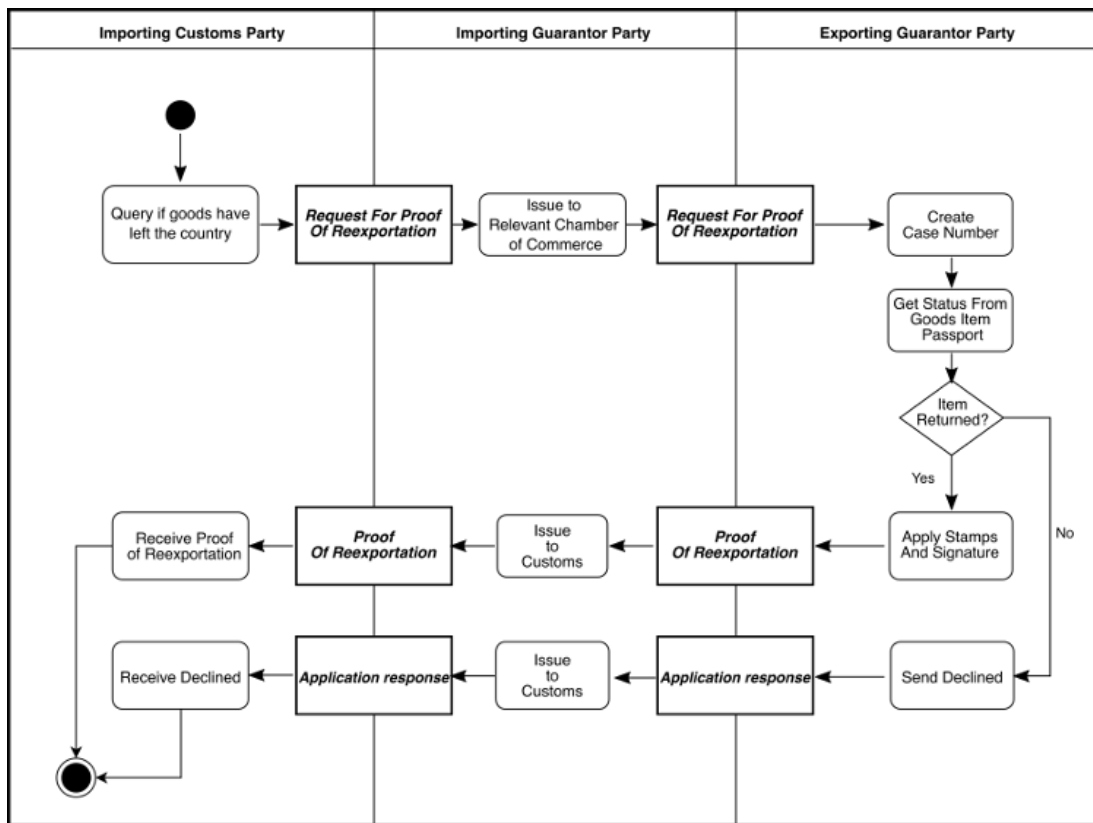 Importing Customs Party
Importing Guarantor Party
Exporting Guarantor Party
Query if goods have
left the country
Request For Proof
Of Reexportation
Issue to
Relevant Chamber
of Commerce
Request For Proof
Of Reexportation
Create
Case Number
Get Status From
Goods Item
Passport
Item
Returned?
Yes
No
Receive Proof
of Reexportation
Proof
Of Reexportation
Issue
to
Customs
Proof
Of Reexportation
Apply Stamps
And Signature
Receive Declined
Application response
Issue
to
Customs
Application response
Send Declined